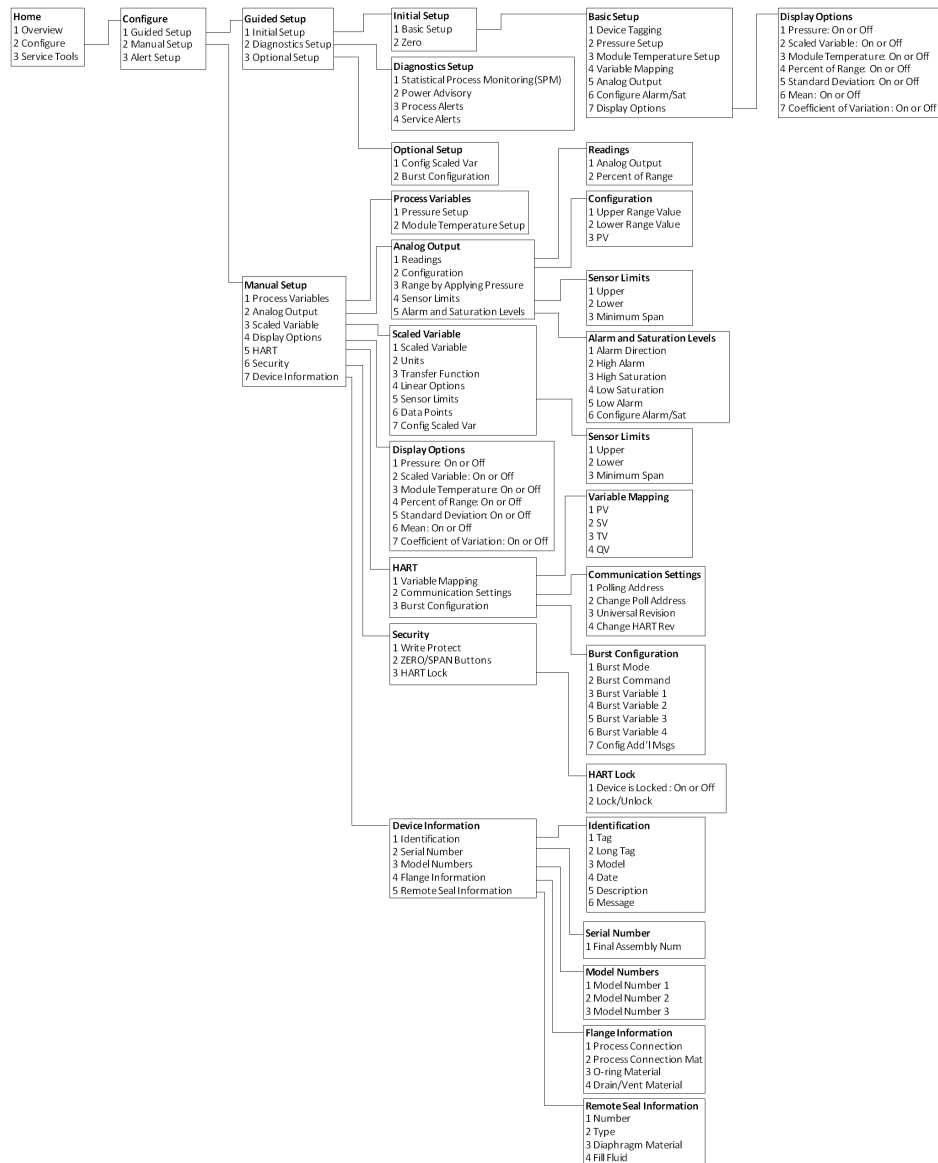 Home
1 Overview
2 Configure
3 Service Tools
Configure
1 Guided Setup
2 Manual Setup
3 Alert Setup
Guided Setup
1 Initial Setup
2 Diagnostics Setup
3 Optional Setup
Initial Setup
1 Basic Setup
2 Zero
Basic Setup
1 Device Tagging
2 Pressure Setup
3 Module Temperature Setup
4 Variable Mapping
5 Analog Output
6 Configure Alarm/Sat
7 Display Options
Display Options
1 Pressure: On or Off
2 Scaled Variable: On or Off
3 Module Temperature: On or Off
4 Percent of Range: On or Off
5 Standard Deviation: On or Off
6 Mean: On or Off
7 Coefficient of Variation: On or Off
Diagnostics Setup
1 Statistical Process Monitoring (SPM)
2 Power Advisory
3 Process Alerts
4 Service Alerts
Optional Setup
1 Config Scaled Var
2 Burst Configuration
Readings
1 Analog Output
2 Percent of Range
Process Variables
1 Pressure Setup
2 Module Temperature Setup
Configuration
1 Upper Range Value
2 Lower Range Value
3 PV
Analog Output
1 Readings
2 Configuration
3 Range by Applying Pressure
4 Sensor Limits
5 Alarm and Saturation Levels
Manual Setup
1 Process Variables
2 Analog Output
3 Scaled Variable
4 Display Options
5 HART
6 Security
7 Device Information
Sensor Limits
1 Upper
2 Lower
3 Minimum Span
Scaled Variable
1 Scaled Variable
2 Units
3 Transfer Function
4 Linear Options
5 Sensor Limits
6 Data Points
7 Config Scaled Var
Alarm and Saturation Levels
1 Alarm Direction
2 High Alarm
3 High Saturation
4 Low Saturation
5 Low Alarm
6 Configure Alarm/Sat
Sensor Limits
1 Upper
2 Lower
3 Minimum Span
Display Options
1 Pressure: On or Off
2 Scaled Variable: On or Off
3 Module Temperature: On or Off
4 Percent of Range: On or Off
5 Standard Deviation: On or Off
6 Mean: On or Off
7 Coefficient of Variation: On or Off
Variable Mapping
1 PV
2 SV
3 TV
4 QV
HART
1 Variable Mapping
2 Communication Settings
3 Burst Configuration
Communication Settings
1 Polling Address
2 Change Poll Address
3 Universal Revision
4 Change HART Rev
Security
1 Write Protect
2 ZERO/SPAN Buttons
3 HART Lock
Burst Configuration
1 Burst Mode
2 Burst Command
3 Burst Variable 1
4 Burst Variable 2
5 Burst Variable 3
6 Burst Variable 4
7 Config Add'l Msgs
HART Lock
1 Device is Locked: On or Off
2 Lock/Unlock
Device Information
1 Identification
2 Serial Number
3 Model Numbers
4 Flange Information
5 Remote Seal Information
Identification
1 Tag
2 Long Tag
3 Model
4 Date
5 Description
6 Message
Serial Number
1 Final Assembly Num
Model Numbers
1 Model Number 1
2 Model Number 2
3 Model Number 3
Flange Information
1 Process Connection
2 Process Connection Mat
3 O-ring Material
4 Drain/Vent Material
Remote Seal Information
1 Number
2 Type
3 Diaphragm Material
4 Fill Fluid